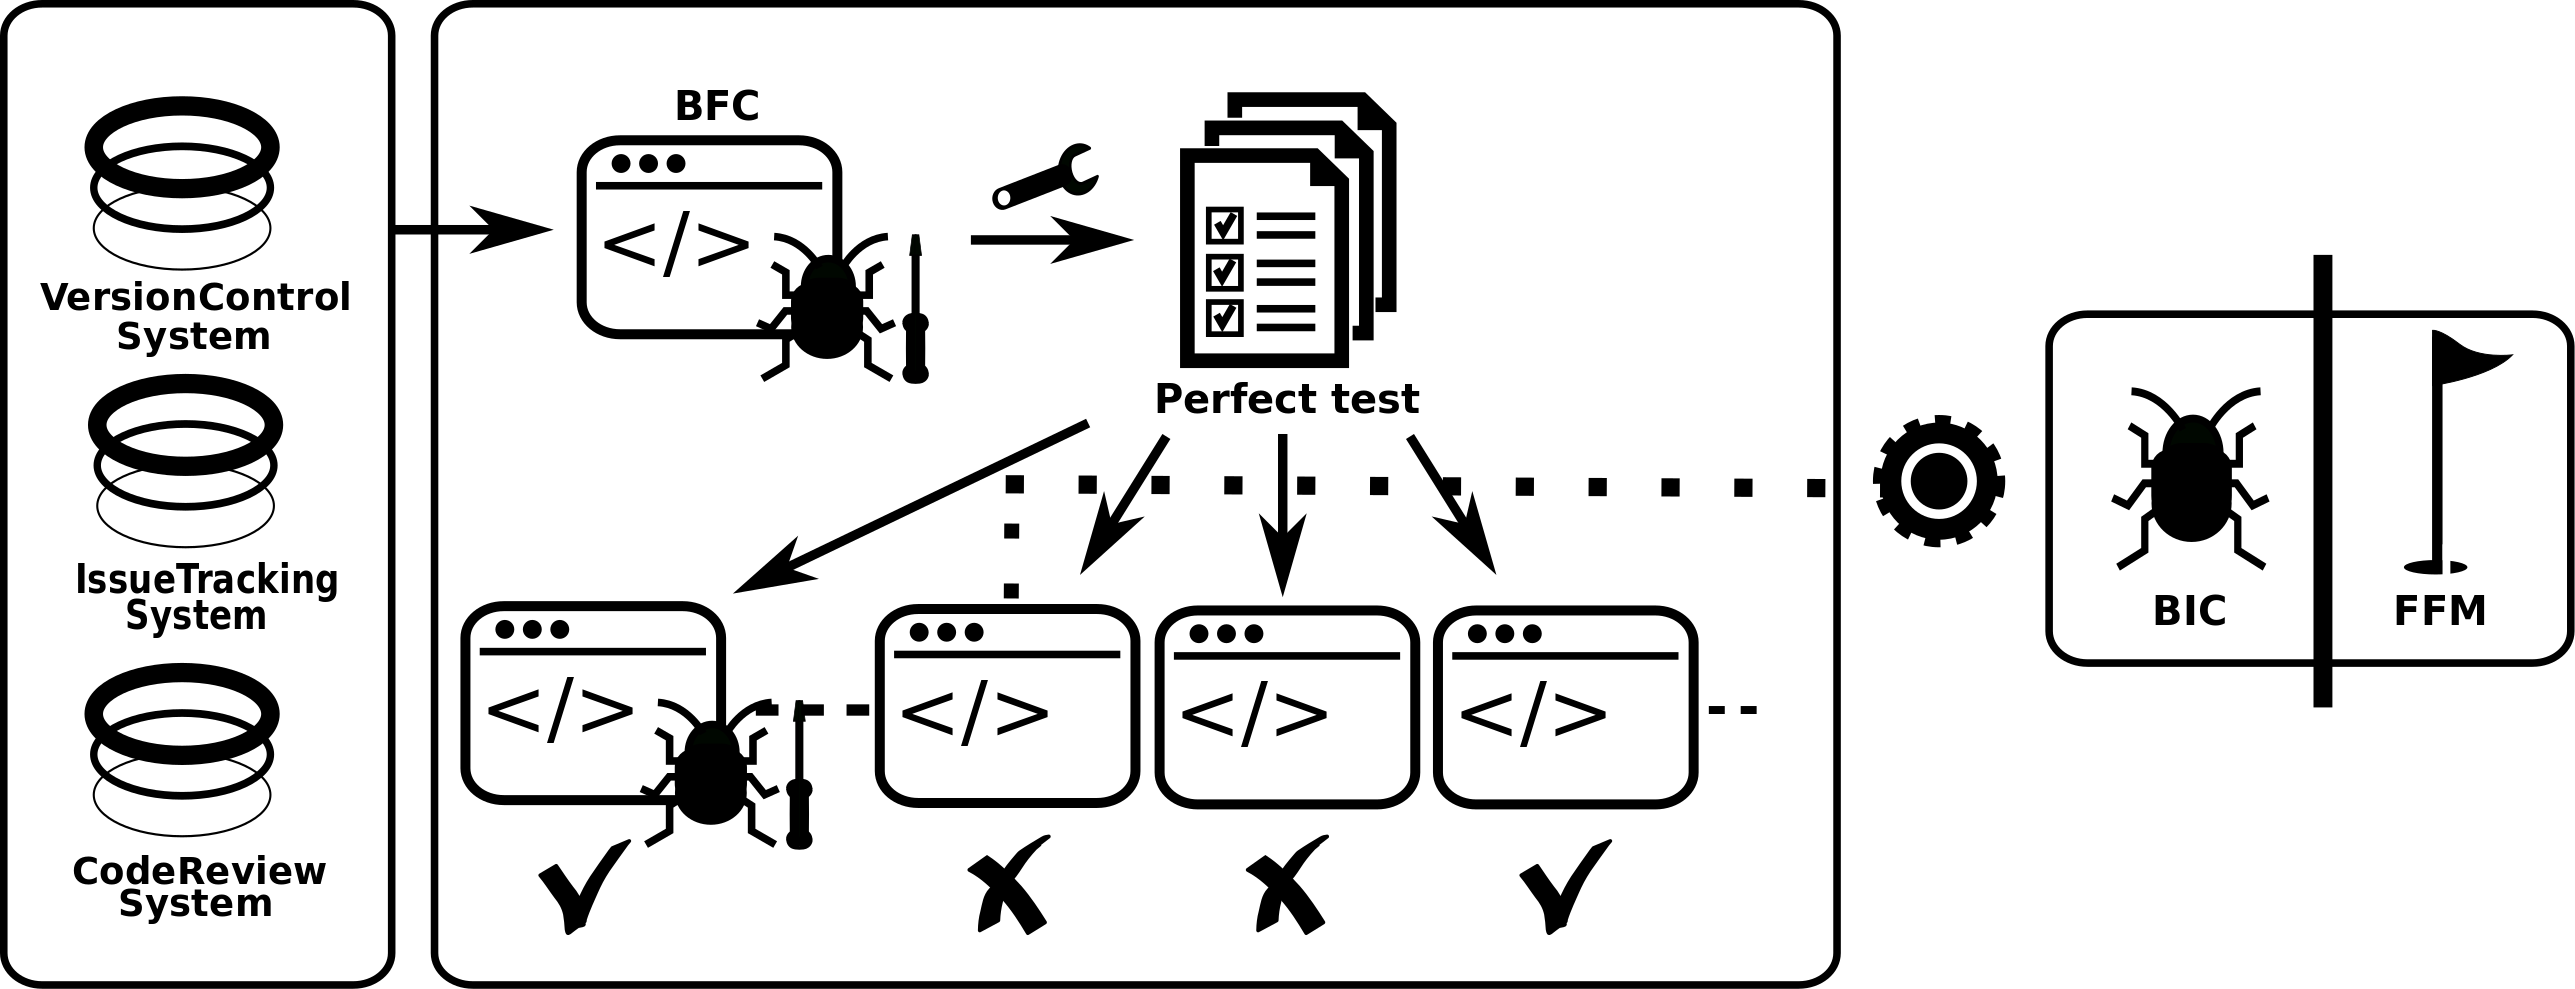 VersionControl
System
IssueTracking
System
CodeReview
System
BFC
</>
Perfect test
</>
</>
</>
</>
BIC
FFM